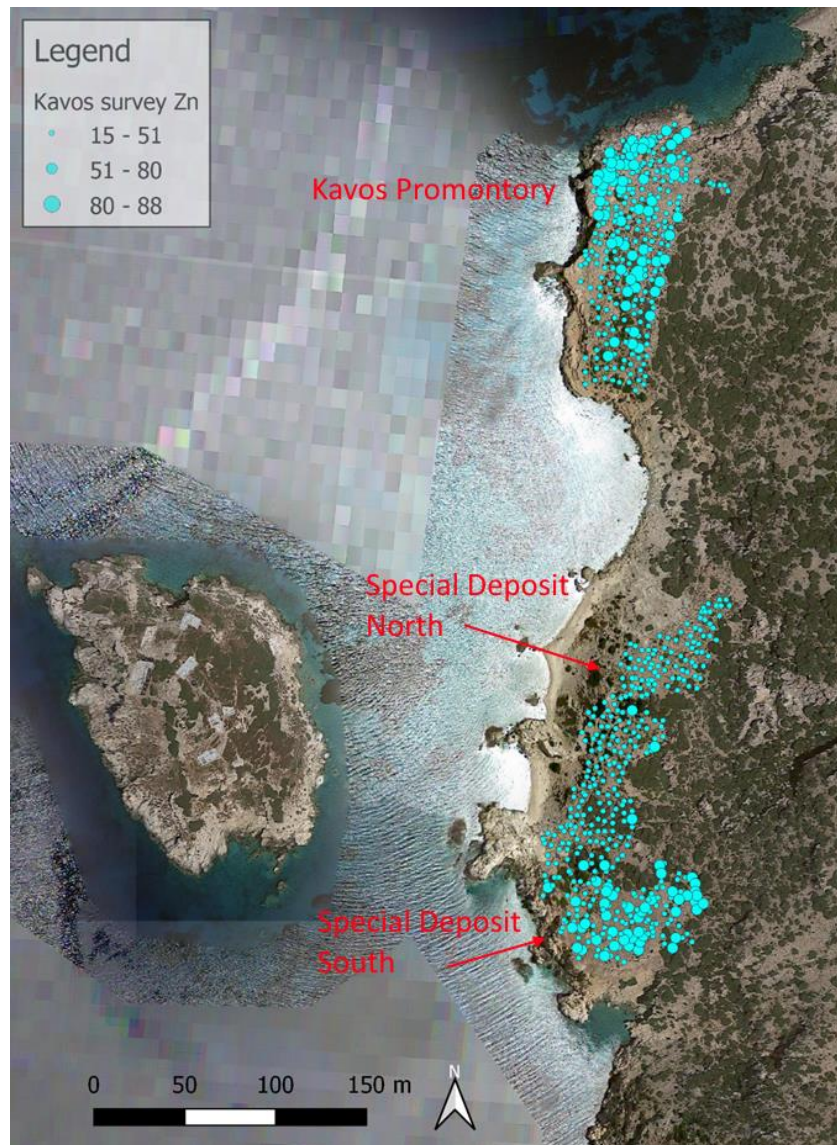 Legend
Kavos survey Zn
15 - 51
51 - 80
80 - 88
Kavos Promontory
Special Deposit
North
Special Deposit
South
N
0 50 100 150 m